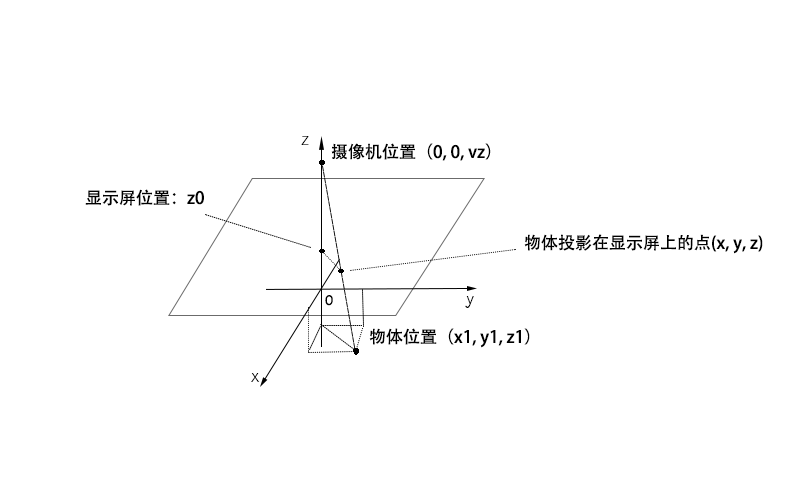 z
摄像机位置（0, 0, vz）
显示屏位置：z0
物体投影在显示屏上的点(x, y, z)
0
y
物体位置（x1, y1, z1）
x